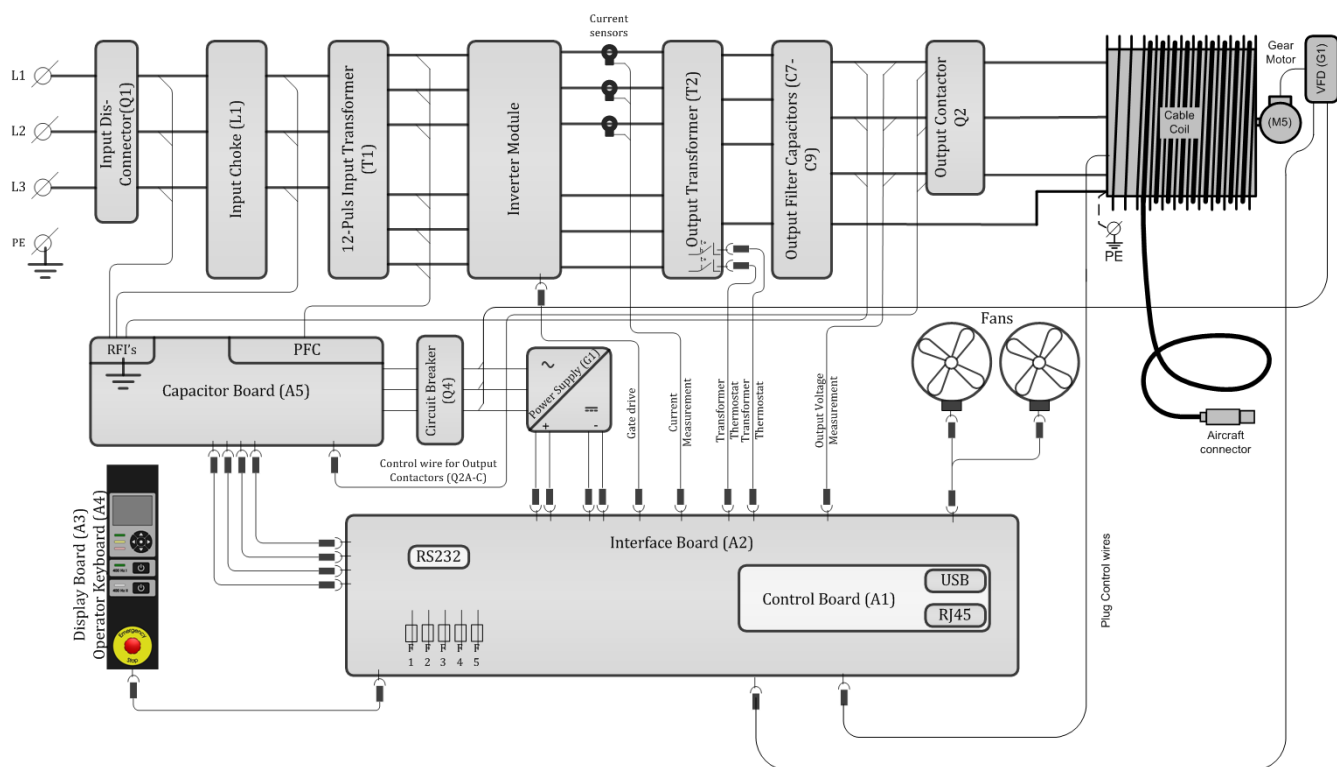 Current
sensors
L1
L2
L3
PE
Input Dis-
Connector(Q1)
Input Choke (L1)
12-Puls Input Transformer
(T1)
Inverter Module
Output Transformer (T2)
Output Filter Capacitors (C7-
C9)
Output Contactor
Q2
Cable
Coil
Gear
Motor
(M5)
VFD (G1)
PE
RFI's
PFC
Capacitor Board (A5)
Circuit Breaker
(Q4)
Power Supply (G1)
+
-
Control wire for Output
Contactors (Q2A-C)
Gate drive
Current
Measurement
Transformer
Thermostat
Transformer
Thermostat
Output Voltage
Measurement
Fans
Aircraft
connector
Display Board (A3)
Operator Keyboard (A4)
Emergency
Stop
Interface Board (A2)
RS232
1
2
3
4
5
Control Board (A1)
USB
RJ45
Plug Control wires